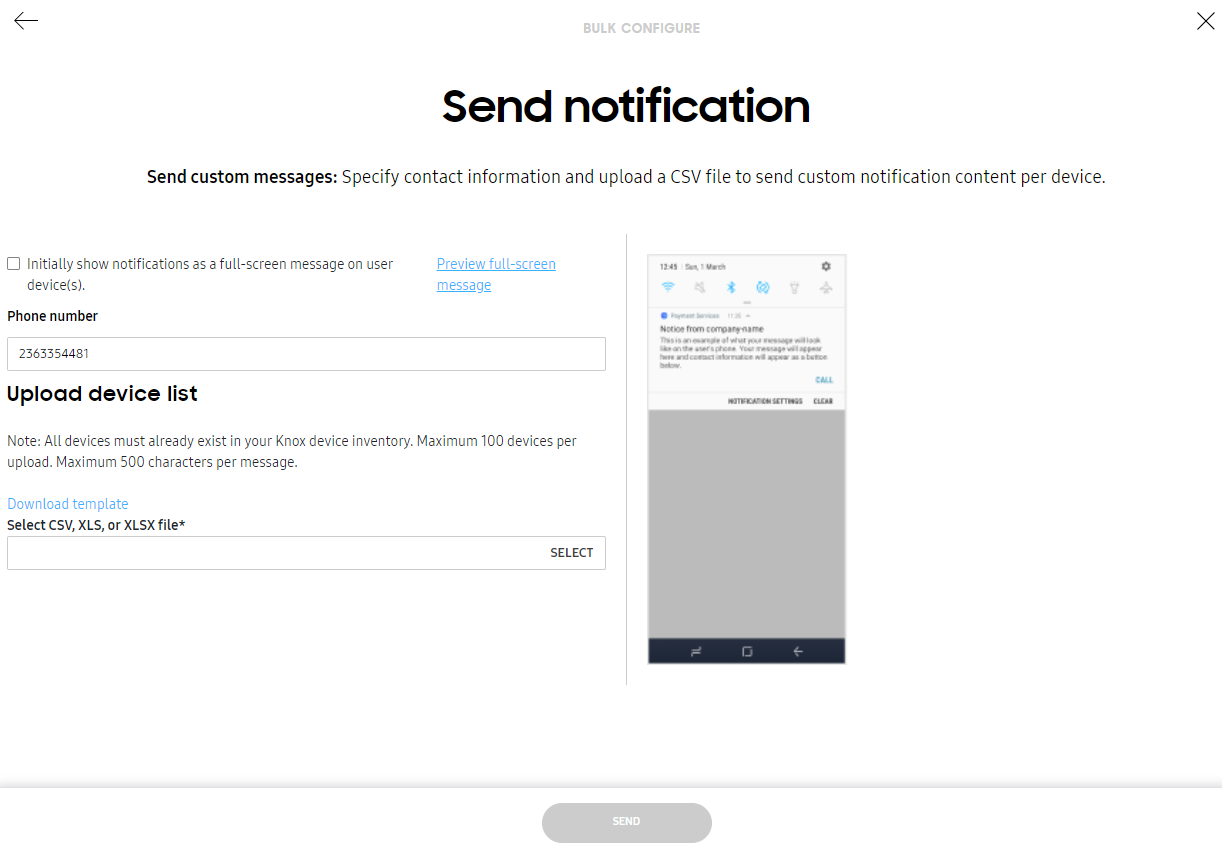 BULK CONFIGURE
Send notification
Send custom messages: Specify contact information and upload a CSV file to send custom notification content per device.
Initially show notifications as a full-screen message on user
device(s).
Preview full-screen
message
Phone number
2363354481
Upload device list
Note: All devices must already exist in your Knox device inventory. Maximum 100 devices per
upload. Maximum 500 characters per message.
Download template
Select CSV, XLS, or XLSX file*
SELECT
12:45 Sun, 1 March
Payment Services 11:35
Notice from company-name
This is an example of what your message will look
like on the user's phone. Your message will appear
here and contact information will appear as a button
below.
CALL
NOTIFICATION SETTINGS CLEAR
SEND